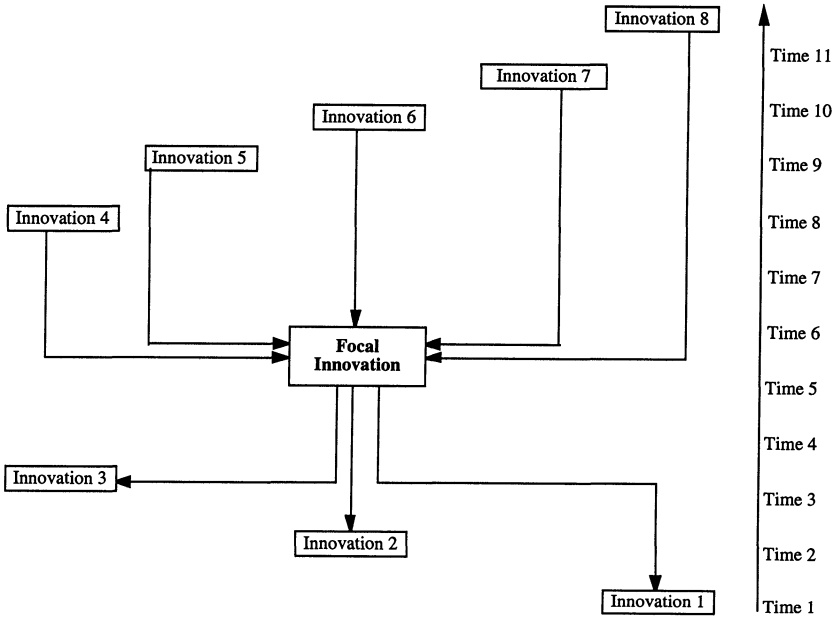 Innovation 8
Time 11
Innovation 7
Time 10
Innovation 6
Innovation 5
Time 9
Innovation 4
Time 8
Time 7
Time 6
Focal
Innovation
Time 5
Time 4
Innovation 3
Time 3
Innovation 2
Time 2
Innovation 1
Time 1